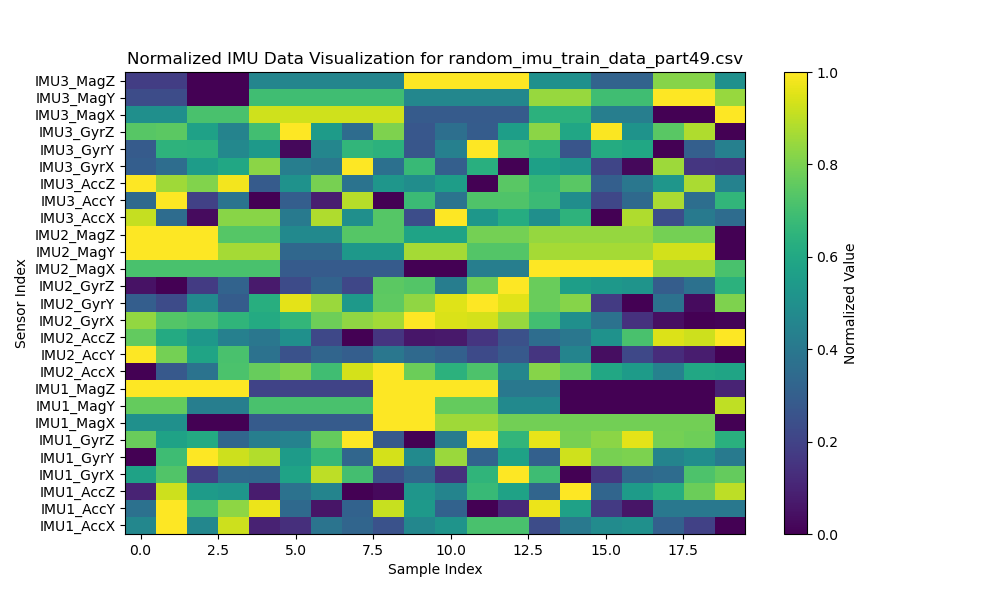 Normalized IMU Data Visualization for random_imu_train_data_part49.csv
IMU3_MagZ
IMU3_MagY
IMU3_MagX
IMU3_GyrZ
IMU3_GyrY
IMU3_GyrX
IMU3_AccZ
IMU3_AccY
IMU3_AccX
IMU2_MagZ
IMU2_MagY
IMU2_MagX
IMU2_GyrZ
IMU2_GyrY
IMU2_GyrX
IMU2_AccZ
IMU2_AccY
IMU2_AccX
IMU1_MagZ
IMU1_MagY
IMU1_MagX
IMU1_GyrZ
IMU1_GyrY
IMU1_GyrX
IMU1_AccZ
IMU1_AccY
IMU1_AccX
Sensor Index
0.0 2.5 5.0 7.5 10.0 12.5 15.0 17.5
Sample Index
1.0
0.8
0.6
0.4
0.2
0.0
Normalized Value